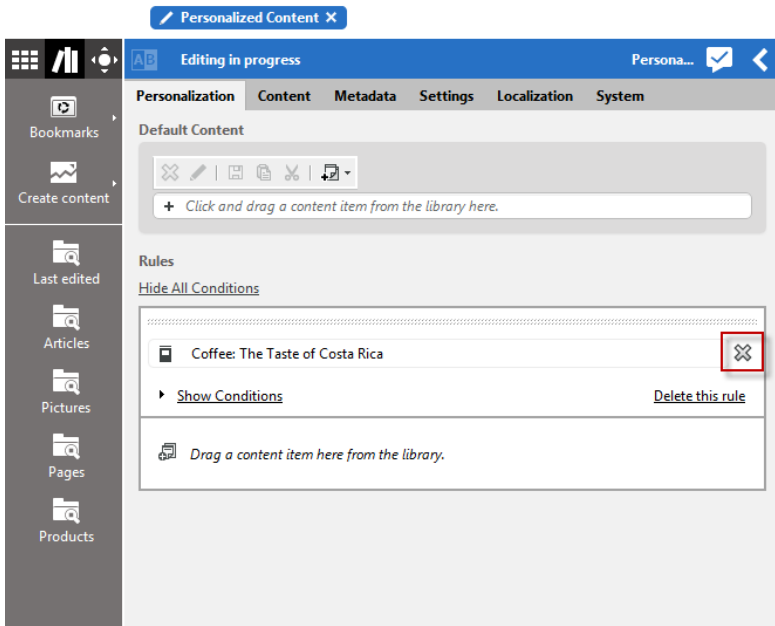 Personalized Content
AB Editing in progress Persona...
Personalization Content Metadata Settings Localization System
Bookmarks
Create content
Last edited
Articles
Pictures
Pages
Products
Default Content
+ Click and drag a content item from the library here.
Rules
Hide All Conditions
Coffee: The Taste of Costa Rica
Show Conditions Delete this rule
Drag a content item here from the library.